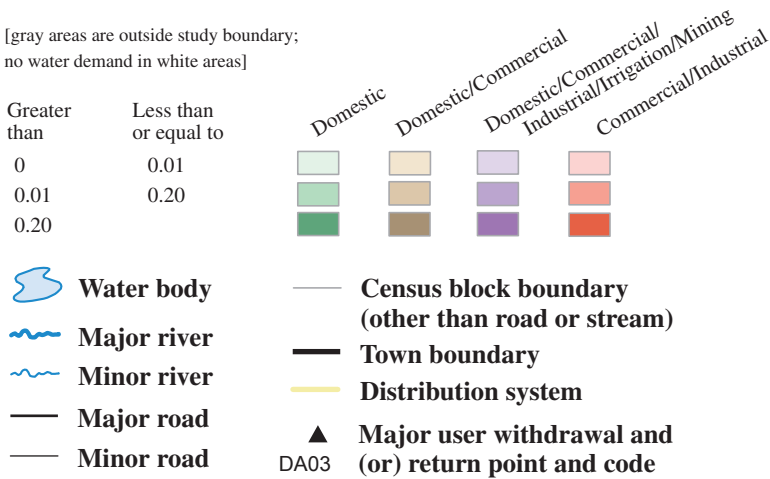 [gray areas are outside study boundary;
no water demand in white areas]
Greater
than
Less than
or equal to
Domestic
Domestic/Commercial
Domestic/Commercial/
Industrial/Irrigation/Mining
Commercial/Industrial
0 0.01
0.01 0.20
0.20
Water body
Major river
Minor river
Major road
Minor road
Census block boundary
(other than road or stream)
Town boundary
Distribution system
DA03
Major user withdrawal and
(or) return point and code